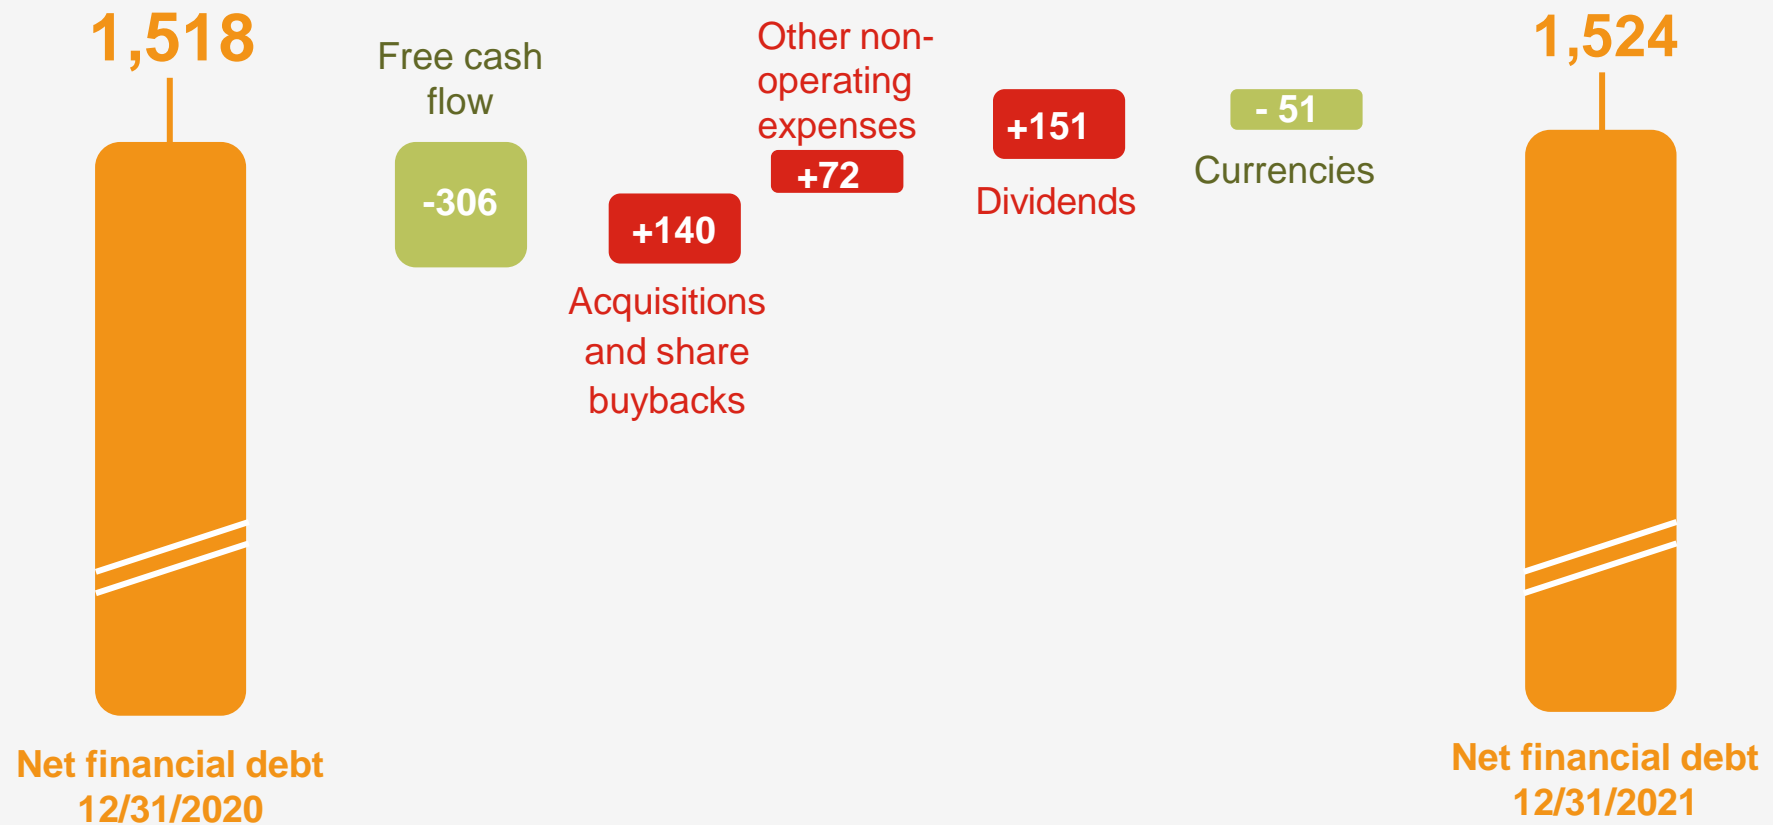 1,518
Net financial debt
12/31/2020
Free cash
flow
-306
+140
Acquisitions
and share
buybacks
Other non-
operating
expenses
+72
+151
Dividends
- 51
Currencies
1,524
Net financial debt
12/31/2021